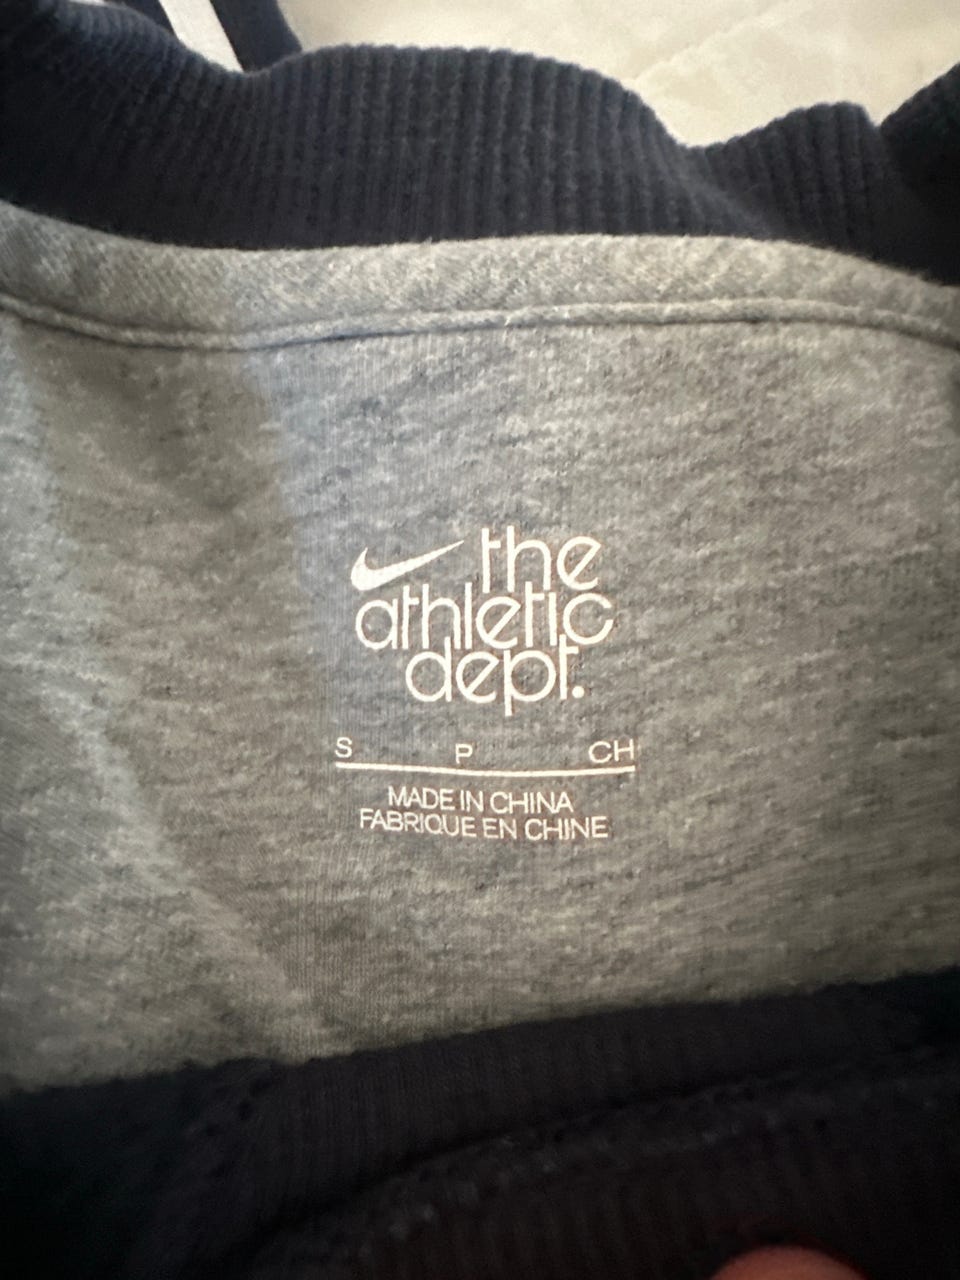 the
athletic
dept.
S P CH
MADE IN CHINA
FABRIQUE EN CHINE